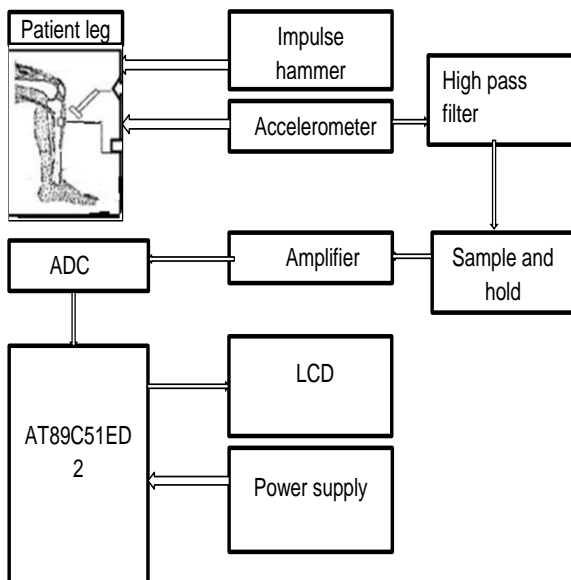 Patient leg
Impulse
hammer
High pass
filter
Accelerometer
ADC
Amplifier
Sample and
hold
AT89C51ED
2
LCD
Power supply